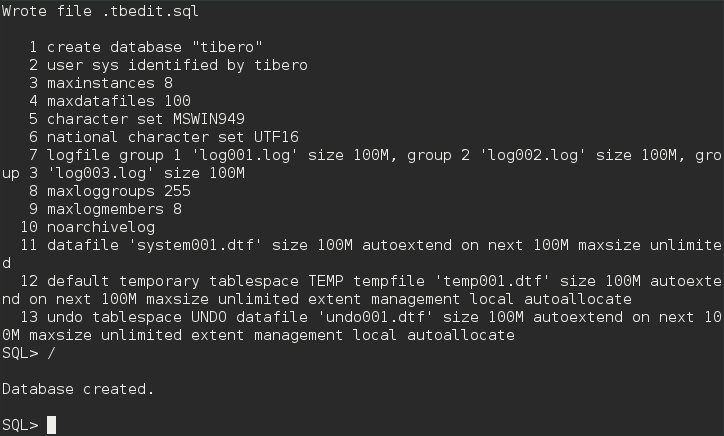 Wrote file .tbedit.sql
1 create database "tibero"
2 user sys identified by tibero
3 maxinstances 8
4 maxdatafiles 100
5 character set MSWIN949
6 national character set UTF16
7 logfile group 1 'log001.log' size 100M, group 2 'log002.log' size 100M, gro
up 3 'log003.log' size 100M
8 maxloggroups 255
9 maxlogmembers 8
10 noarchivelog
11 datafile 'system001.dtf' size 100M autoextend on next 100M maxsize unlimite
d
12 default temporary tablespace TEMP tempfile 'temp001.dtf' size 100M autoexte
nd on next 100M maxsize unlimited extent management local autoallocate
13 undo tablespace UNDO datafile 'undo001.dtf' size 100M autoextend on next 10
0M maxsize unlimited extent management local autoallocate
SQL> /
Database created.
SQL>